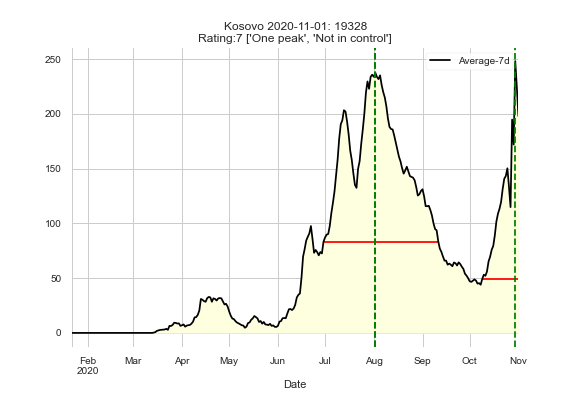 Kosovo 2020-11-01: 19328
Rating:7 ['One peak', 'Not in control']
Average-7d
250
200
150
100
50
0
Feb Mar Apr May Jun Jul Aug Sep Oct Nov
2020
Date